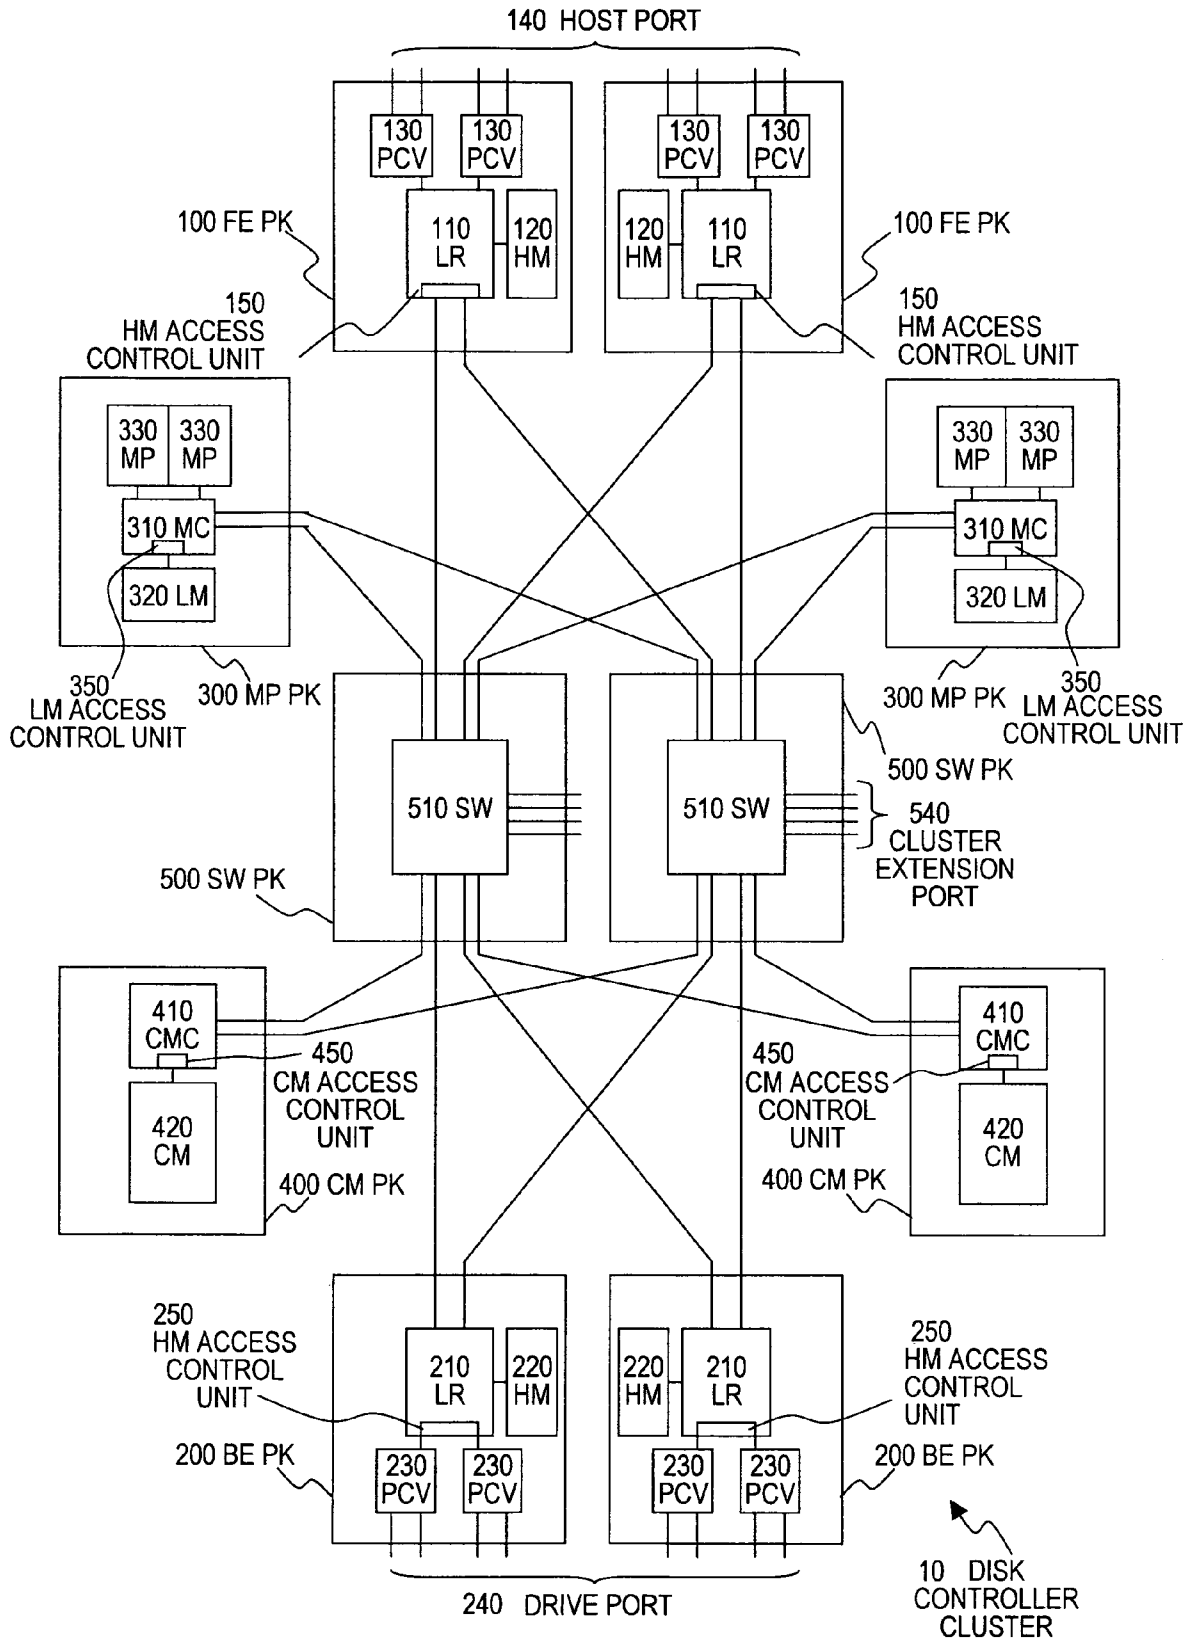 140 HOST PORT
130
PCV
130
PCV
130
PCV
130
PCV
110
LR
120
HM
120
HM
110
LR
100 FE PK
100 FE PK
150
HM ACCESS
CONTROL UNIT
150
HM ACCESS
CONTROL UNIT
330
MP
330
MP
310 MC
320 LM
330
MP
330
MP
310 MC
320 LM
350
LM ACCESS
CONTROL UNIT
300 MP PK
300 MP PK
350
LM ACCESS
CONTROL UNIT
510 SW
510 SW
500 SW PK
540
CLUSTER
EXTENSION
PORT
500 SW PK
410
CMC
450
CM ACCESS
CONTROL
UNIT
420
CM
400 CM PK
410
CMC
450
CM ACCESS
CONTROL
UNIT
420
CM
400 CM PK
250
HM ACCESS
CONTROL
UNIT
210
LR
220
HM
220
HM
210
LR
250
HM ACCESS
CONTROL
UNIT
200 BE PK
230
PCV
230
PCV
230
PCV
230
PCV
200 BE PK
240 DRIVE PORT
10 DISK
CONTROLLER
CLUSTER